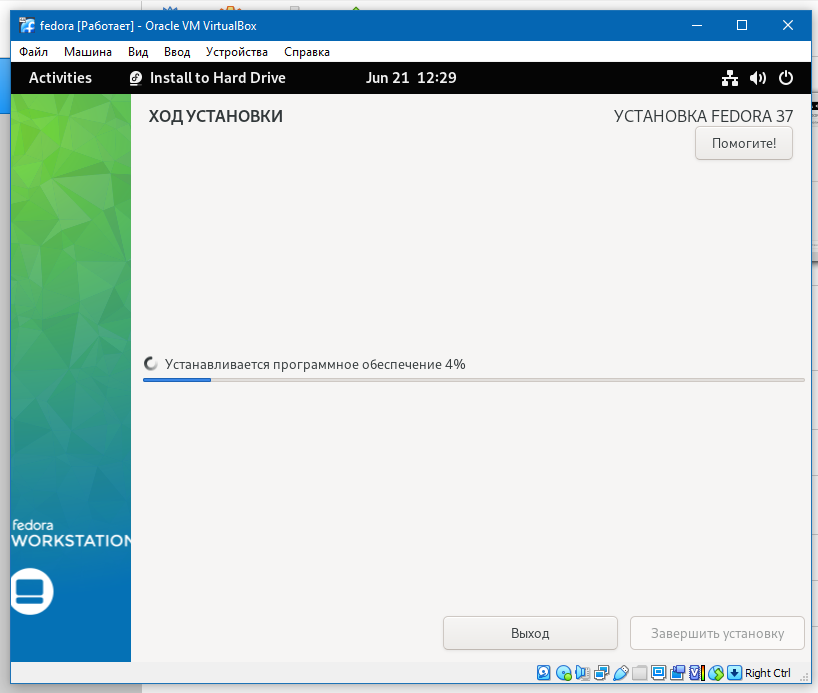 fedora [Работает] - Oracle VM VirtualBox
Файл Машина Вид Ввод Устройства Справка
Activities Install to Hard Drive Jun 21 12:29
ХОД УСТАНОВКИ
УСТАНОВКА FEDORA 37
Помогите!
Устанавливается программное обеспечение 4%
fedora
WORKSTATION
Выход
Завершить установку
Right Ctrl